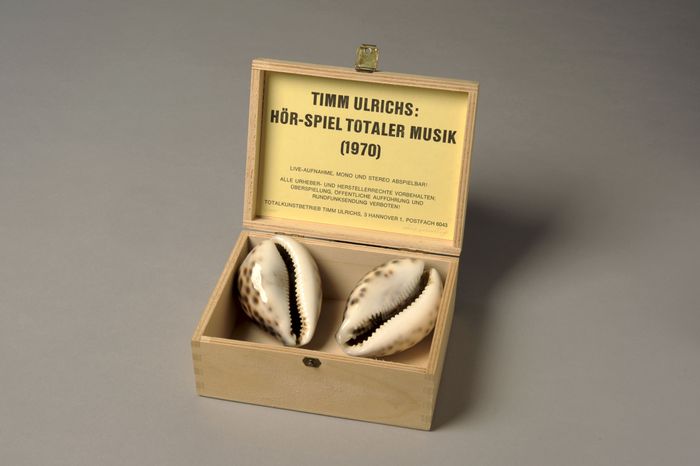 TIMM ULRICHS:
HÖR-SPIEL TOTALER MUSIK
(1970)
LIVE-AUFNAHME, MONO UND STEREO ABSPIELBAR!
ALLE URHEBER- UND HERSTELLERRECHTE VORBEHALTEN;
ÜBERSPIELUNG, ÖFFENTLICHE AUFFÜHRUNG UND
RUNDFUNKSENDUNG VERBOTEN!
TOTALKUNSTBETRIEB TIMM ULRICHS, 3 HANNOVER 1, POSTFACH 6043